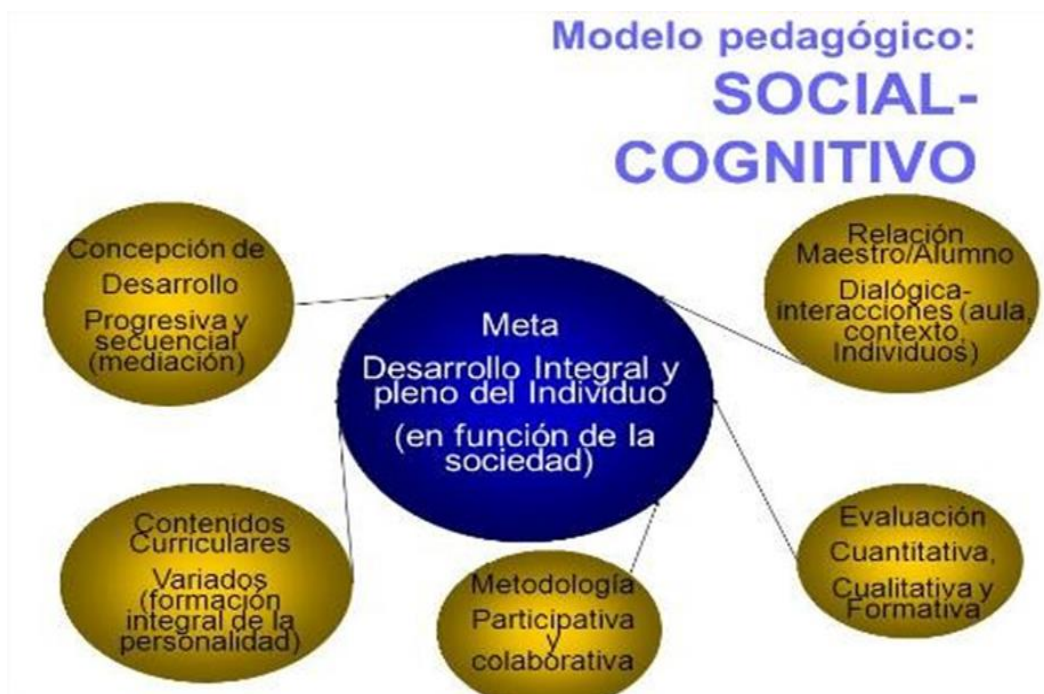 Modelo pedagógico:
SOCIAL-
COGNITIVO
Concepción de
Desarrollo
Progresiva y
secuencial
(mediación)
Meta
Desarrollo Integral y
pleno del Individuo
(en función de la
sociedad)
Relación
Maestro/Alumno
Dialógica-
interacciones (aula,
contexto,
Individuos)
Contenidos
Curriculares
Variados
(formación
integral de la
personalidad)
Metodología
Participativa
y
colaborativa
Evaluación
Cuantitativa,
Cualitativa y
Formativa